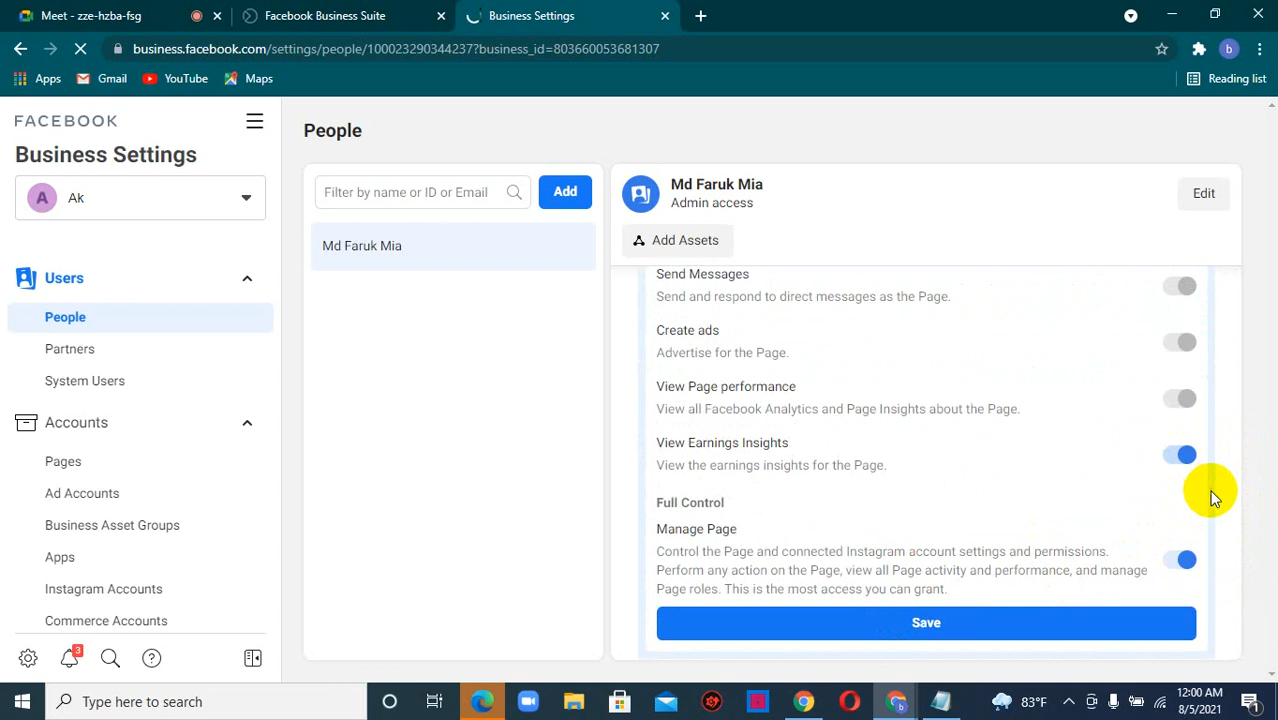 Meet - zze-hzba-fsg
Facebook Business Suite
Business Settings
business.facebook.com/settings/people/100023290344237?business_id=803660053681307
b
Apps
Gmail
YouTube
Maps
Reading list
FACEBOOK
Business Settings
A
Ak
Users
People
Partners
System Users
Accounts
Pages
Ad Accounts
Business Asset Groups
Apps
Instagram Accounts
Commerce Accounts
3
People
Filter by name or ID or Email
Add
Md Faruk Mia
Md Faruk Mia
Admin access
Edit
Add Assets
Send Messages
Send and respond to direct messages as the Page.
Create ads
Advertise for the Page.
View Page performance
View all Facebook Analytics and Page Insights about the Page.
View Earnings Insights
View the earnings insights for the Page.
Full Control
Manage Page
Control the Page and connected Instagram account settings and permissions.
Perform any action on the Page, view all Page activity and performance, and manage
Page roles. This is the most access you can grant.
Save
Type here to search
b
83°F
12:00 AM
8/5/2021
1